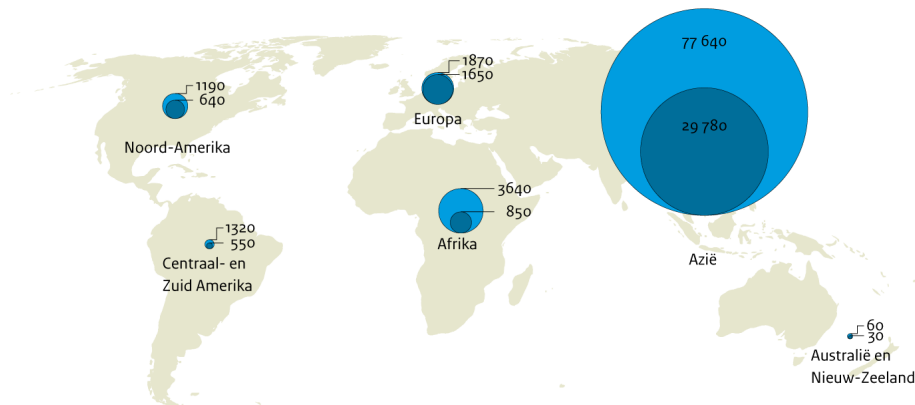 77 640
1870
1650
29 780
1190
640
Europa
Noord-Amerika
3640
850
1320
550
Afrika
Centraal- en
Zuid Amerika
Azië
60
30
Australië en
Nieuw-Zeeland